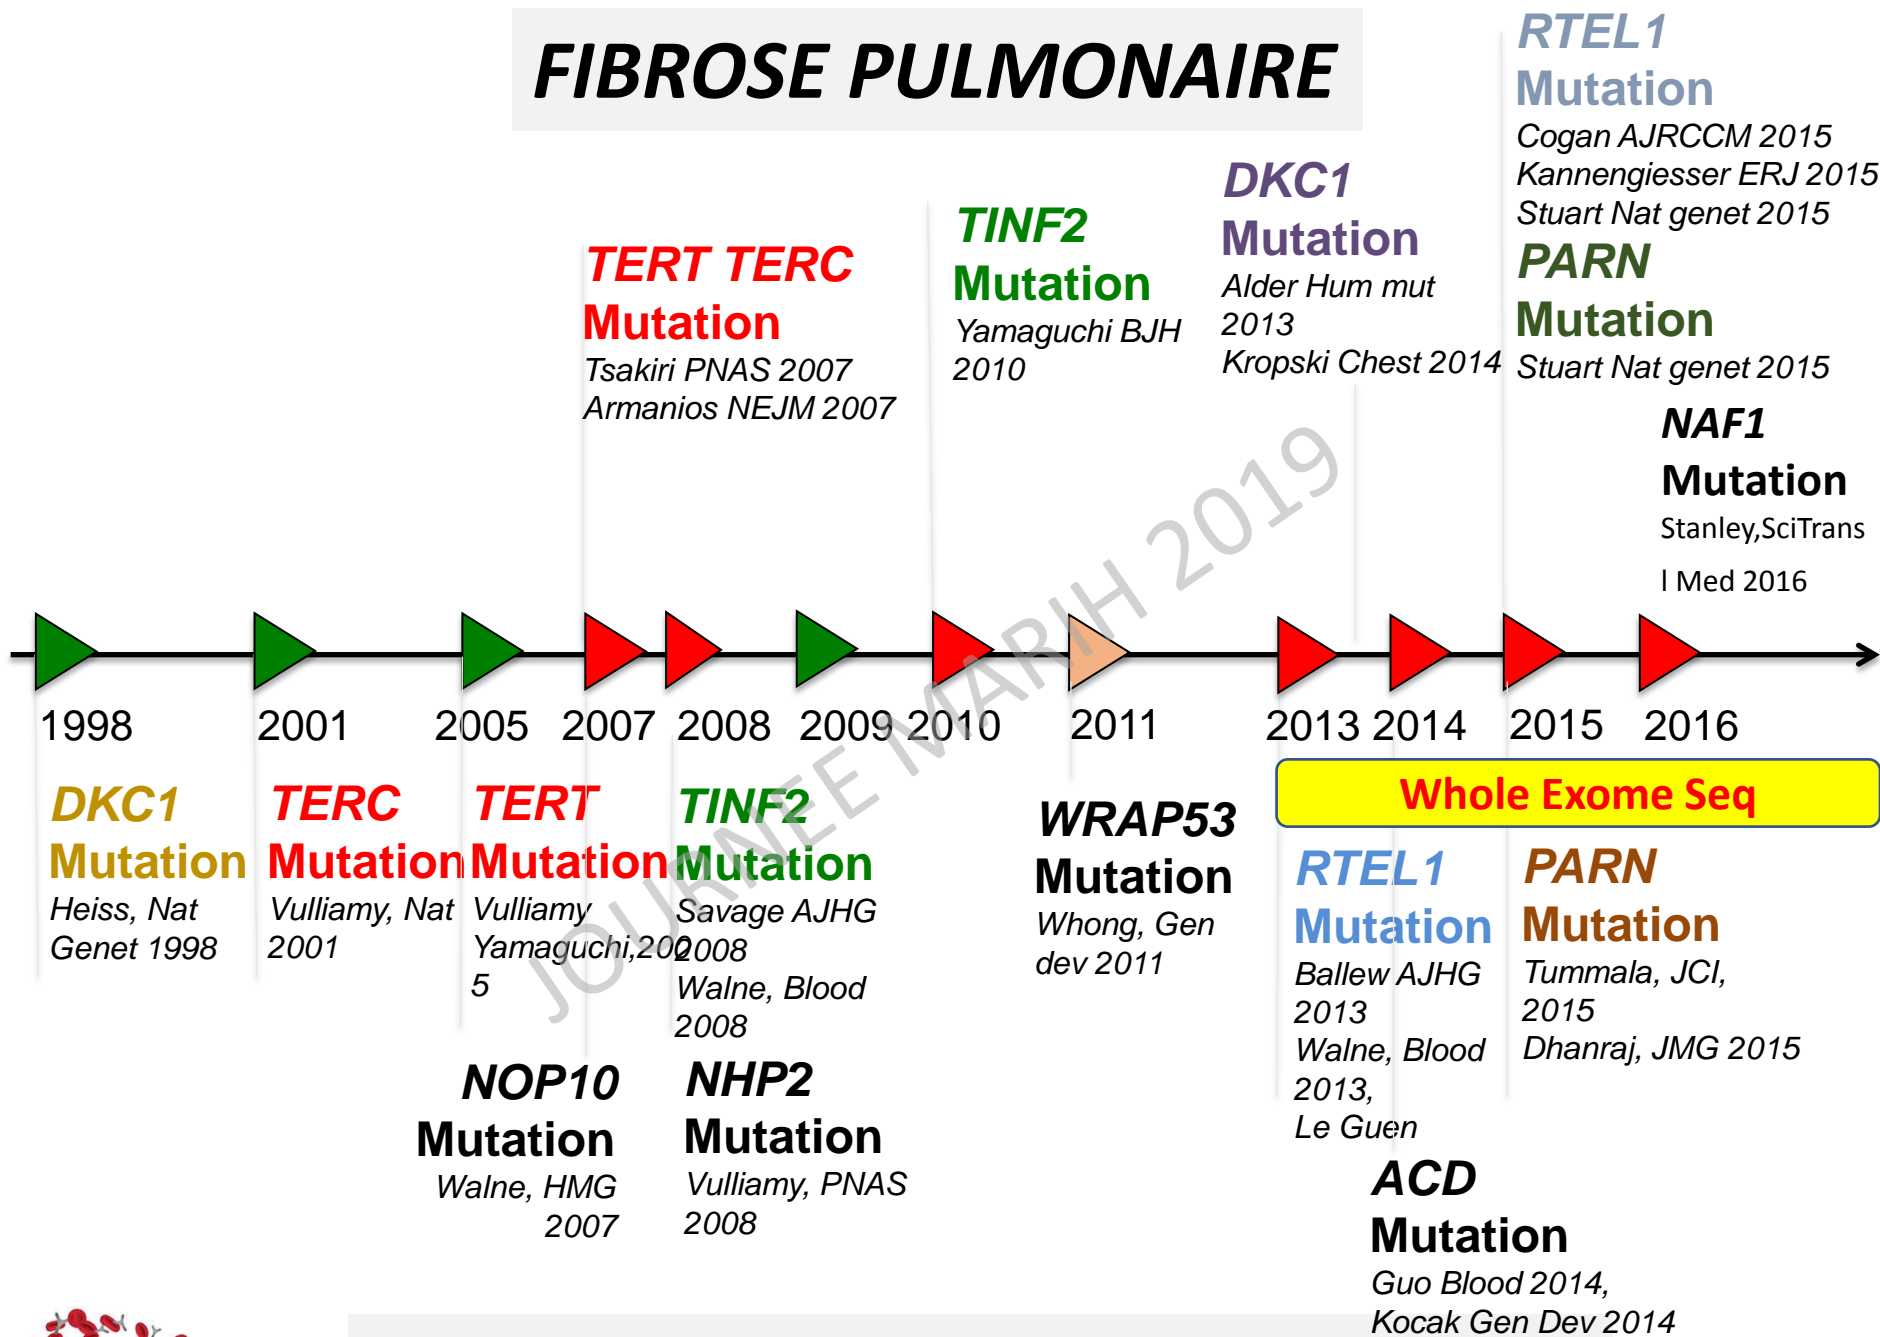 FIBROSE PULMONAIRE
RTEL1
Mutation
Cogan AJRCCM 2015
Kannengiesser ERJ 2015
Stuart Nat genet 2015
PARN
Mutation
Stuart Nat genet 2015
DKC1
Mutation
Alder Hum mut
2013
Kropski Chest 2014
TINF2
Mutation
Yamaguchi BJH
2010
TERT TERC
Mutation
Tsakiri PNAS 2007
Armanios NEJM 2007
NAF1
Mutation
Stanley,SciTrans
l Med 2016
JOURNEE MARIH 2019
1998 2001 2005 2007 2008 2009 2010 2011 2013 2014 2015 2016
Whole Exome Seq
DKC1
Mutation
Heiss, Nat
Genet 1998
TERC
Mutation
Vulliamy, Nat
2001
TERT
Mutation
Vulliamy
Yamaguchi,200
5
TINF2
Mutation
Savage AJHG
2008
Walne, Blood
2008
NOP10
Mutation
Walne, HMG
2007
NHP2
Mutation
Vulliamy, PNAS
2008
WRAP53
Mutation
Whong, Gen
dev 2011
RTEL1
Mutation
Ballew AJHG
2013
Walne, Blood
2013,
Le Guen
PARN
Mutation
Tummala, JCI,
2015
Dhanraj, JMG 2015
ACD
Mutation
Guo Blood 2014,
Kocak Gen Dev 2014